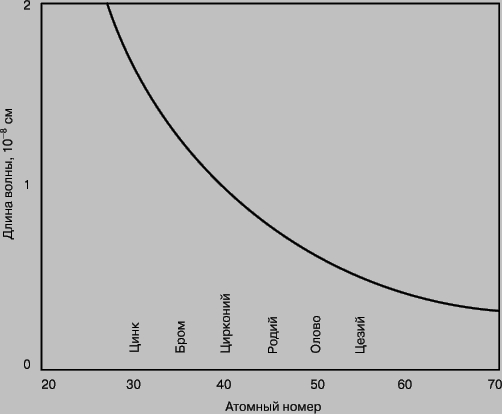 2
Длина волны, 10⁻⁸ см
1
0
Цинк
Бром
Цирконий
Родий
Олово
Цезий
20 30 40 50 60 70
Атомный номер